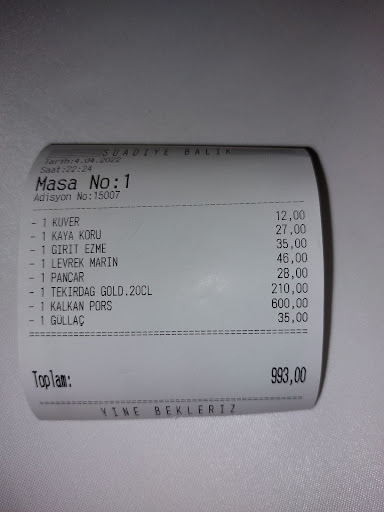 SUADIYE BALIK
Tarih:4.04.2022
Saat:22:24
Masa No:1
Adisyon No:15007
- 1 KUVER 12,00
- 1 KAYA KORU 27,00
- 1 GIRIT EZME 35,00
- 1 LEVREK MARIN 46,00
- 1 PANCAR 28,00
- 1 TEKIRDAG GOLD.20CL 210,00
- 1 KALKAN PORS 600,00
- 1 GÜLLAÇ 35,00
Toplam: 993,00
YINE BEKLERIZ